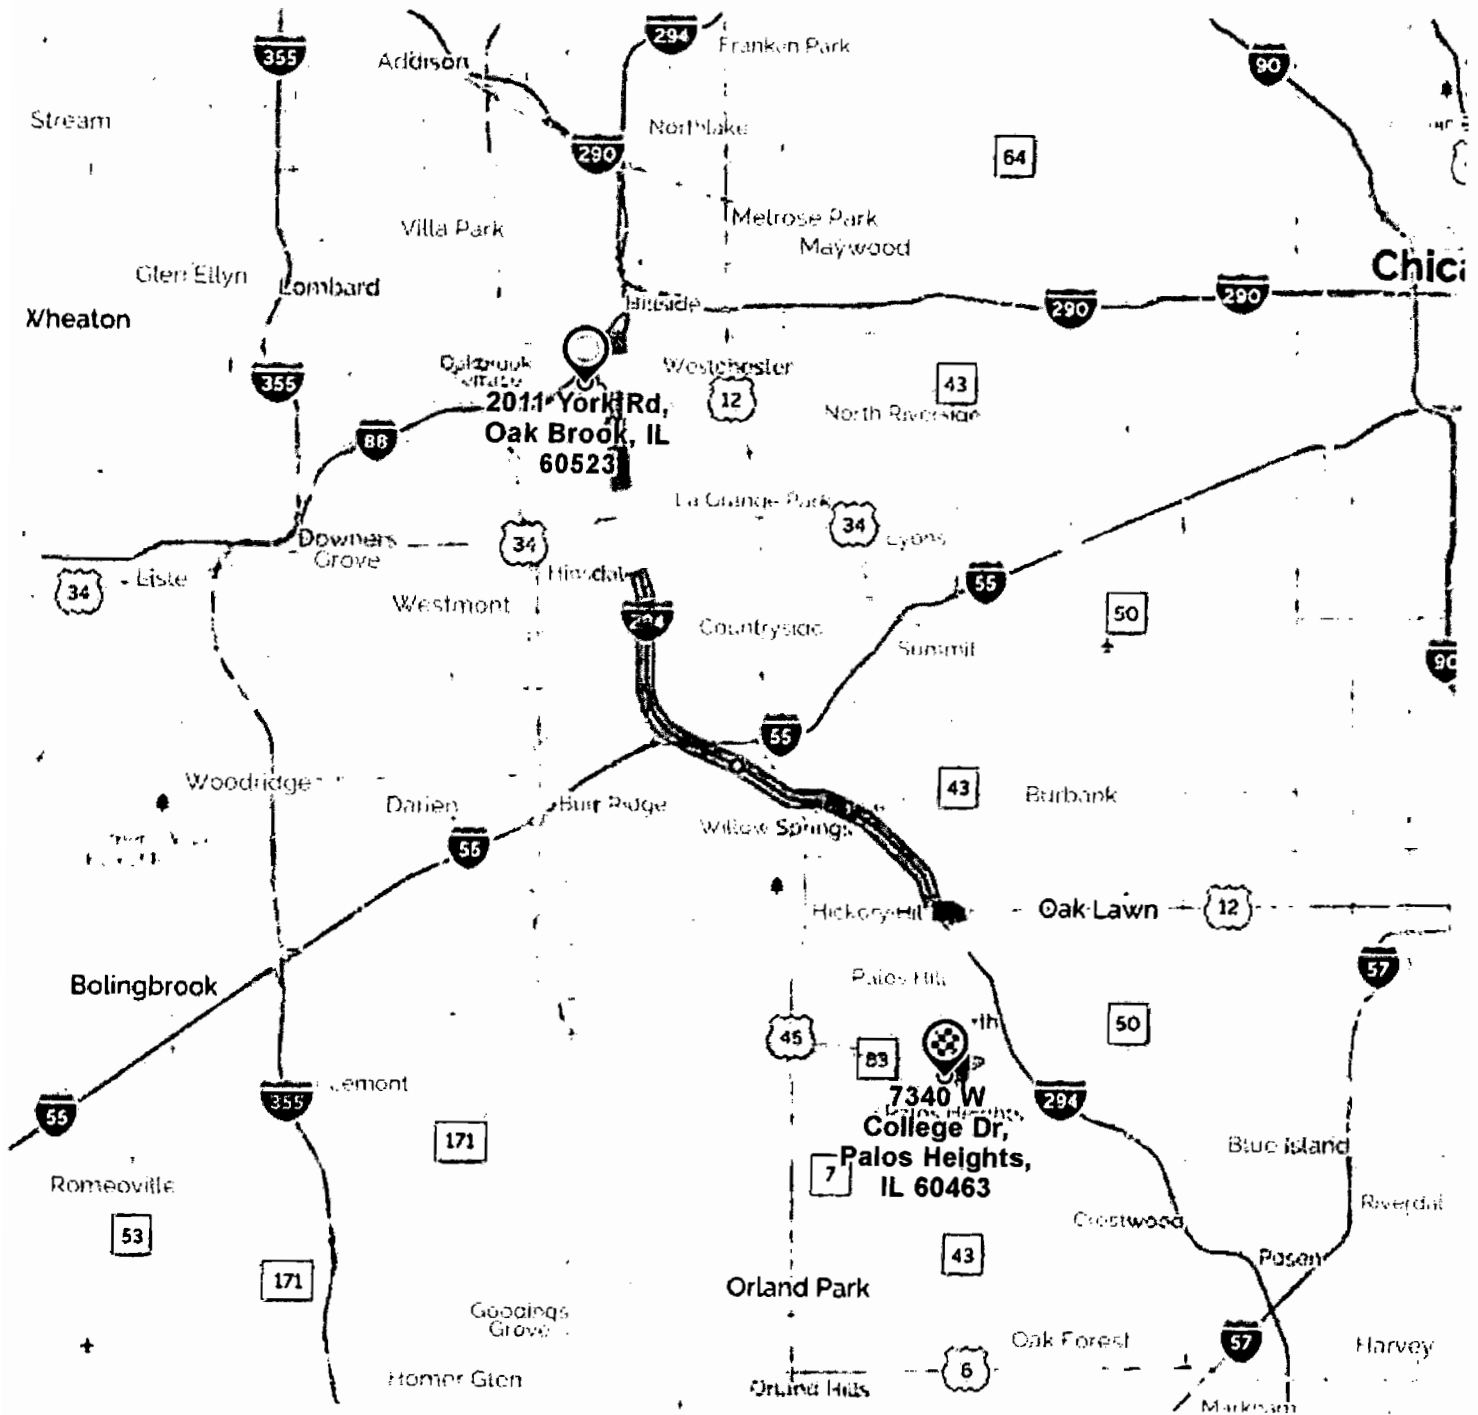 355
294
Franklin Park
90
Addison
Stream
Northlake
290
64
Melrose Park
Villa Park
Maywood
Glen Ellyn
Lombard
Wheaton
Hillside
290
290
355
Westchester
43
12
2011 York Rd,
Oak Brook, IL
60523
North Riverside
88
La Grange Park
34
Lyons
Downers
Grove
34
Lisle
34
Westmont
Countryside
55
50
Summit
90
55
Woodridge
Darien
Burr Ridge
43
Burbank
Willow Springs
55
Oak Lawn
12
57
Bolingbrook
Palos Hill
45
83
50
Lemont
355
55
294
7340 W
College Dr,
Palos Heights,
IL 60463
171
7
Blue Island
Romeoville
53
Crestwood
43
171
Posen
Orland Park
Goodings
Grove
Oak Forest
57
Harvey
6
Homer Glen
Orland Hills
Markham